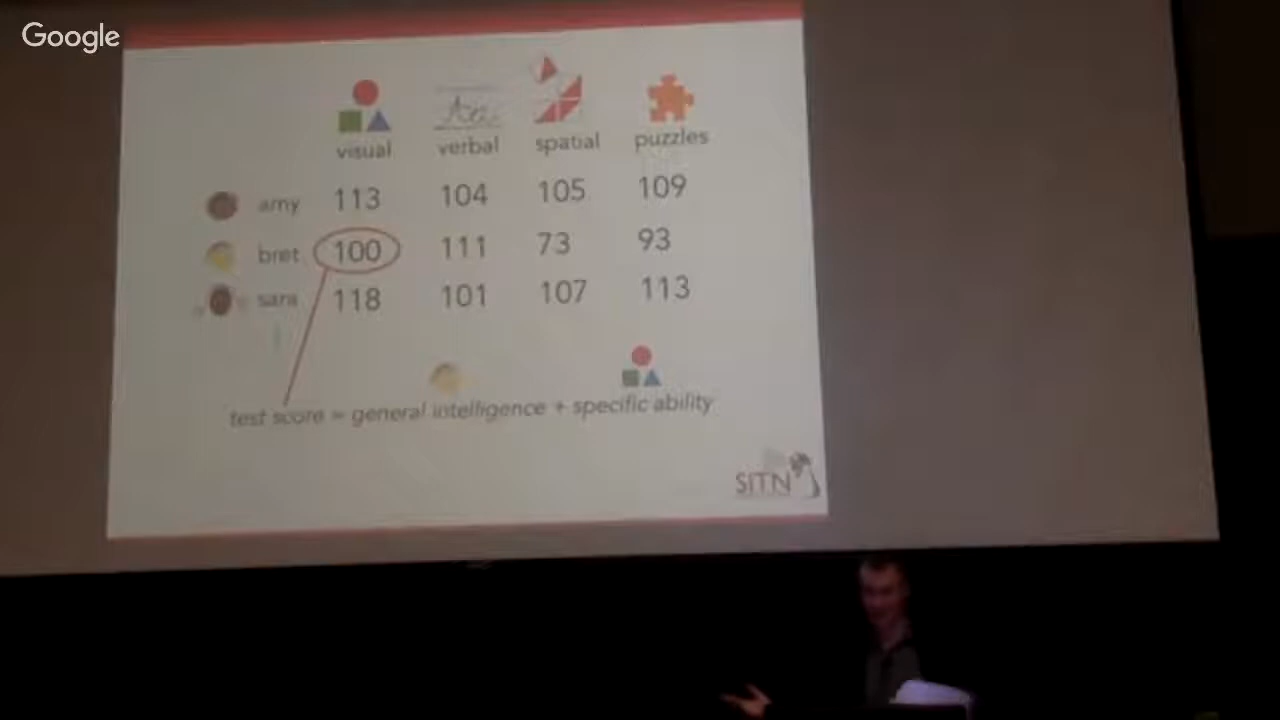 Google
visual verbal spatial puzzles
amy 113 104 105 109
bret 100 111 73 93
sara 118 101 107 113
test score = general intelligence + specific ability
SITN